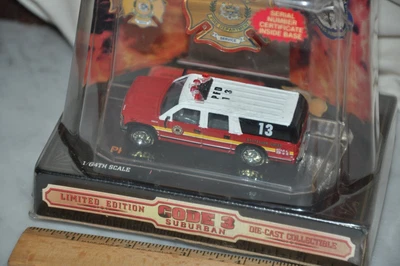 SERIAL
NUMBER
CERTIFICATE
INSIDE BASE
PFD
13
13
1/64TH SCALE
LIMITED EDITION
CODE 3
SUBURBAN
DIE-CAST COLLECTIBLE